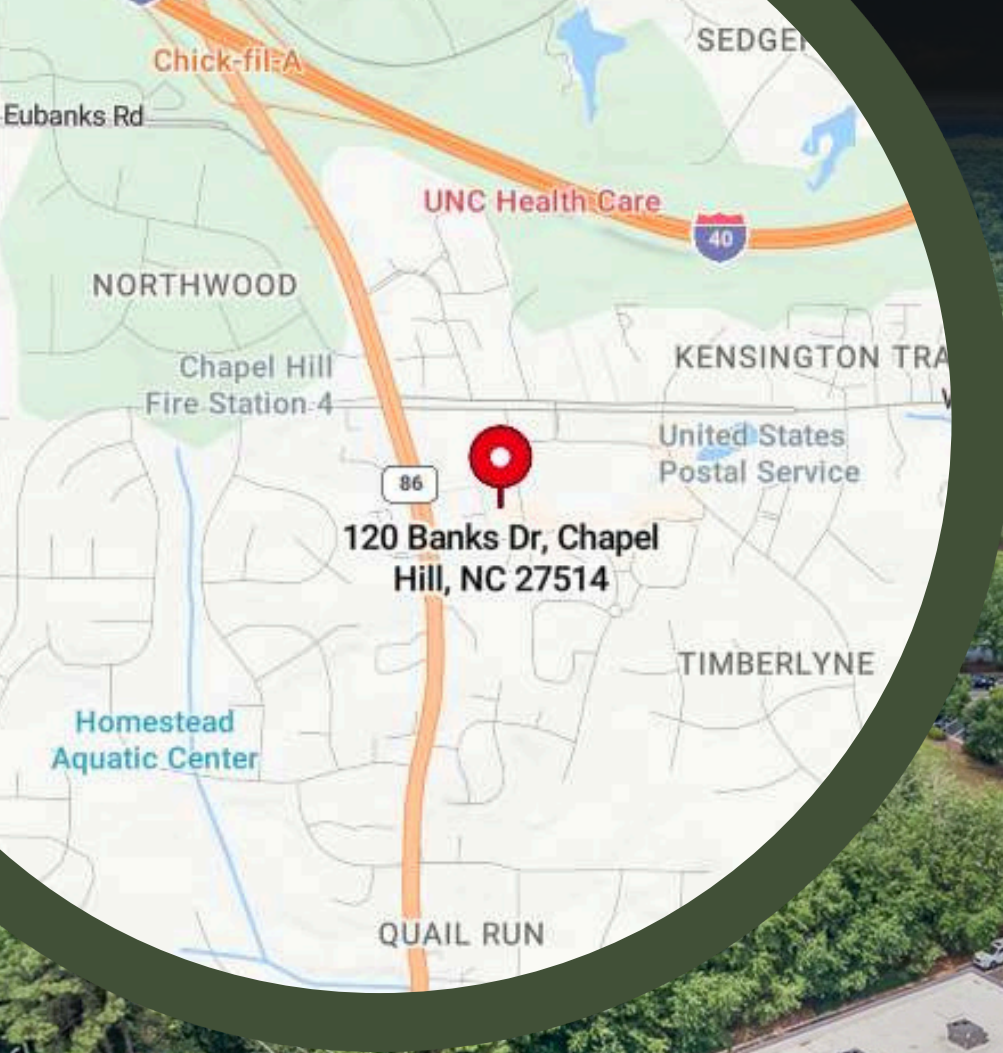 SEDGE
Chick-fil-A
Eubanks Rd
UNC Health Care
40
NORTHWOOD
KENSINGTON TRA
Chapel Hill
Fire Station 4
United States
Postal Service
86
120 Banks Dr, Chapel
Hill, NC 27514
TIMBERLYNE
Homestead
Aquatic Center
QUAIL RUN